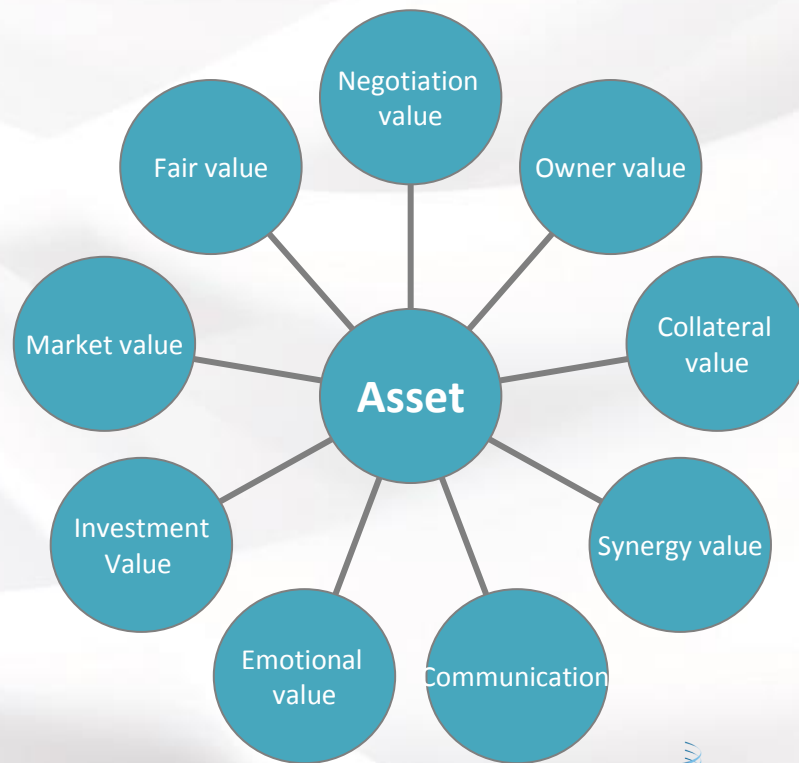 Negotiation
value
Fair value
Owner value
Market value
Collateral
value
Asset
Investment
Value
Synergy value
Emotional
value
Communication